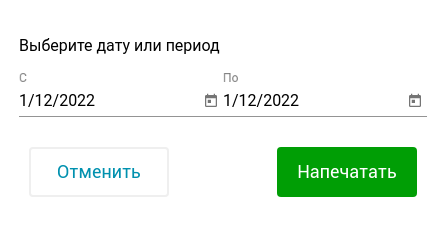 Выберите дату или период
С По
1/12/2022 1/12/2022
Отменить Напечатать